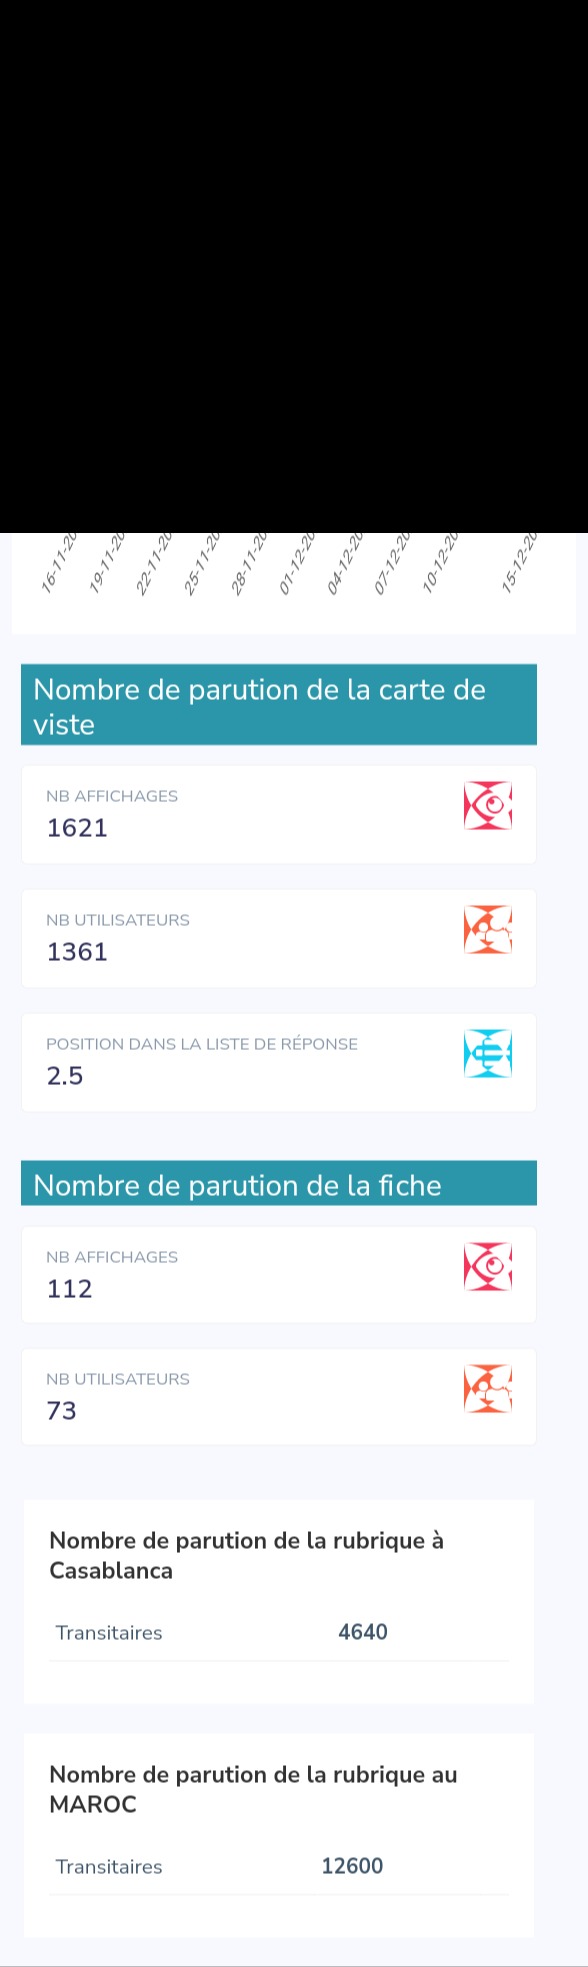 16-11-20
19-11-20
22-11-20
25-11-20
28-11-20
01-12-20
04-12-20
07-12-20
10-12-20
15-12-20
Nombre de parution de la carte de
viste
NB AFFICHAGES
1621
NB UTILISATEURS
1361
POSITION DANS LA LISTE DE RÉPONSE
2.5
Nombre de parution de la fiche
NB AFFICHAGES
112
NB UTILISATEURS
73
Nombre de parution de la rubrique à
Casablanca
Transitaires 4640
Nombre de parution de la rubrique au
MAROC
Transitaires 12600